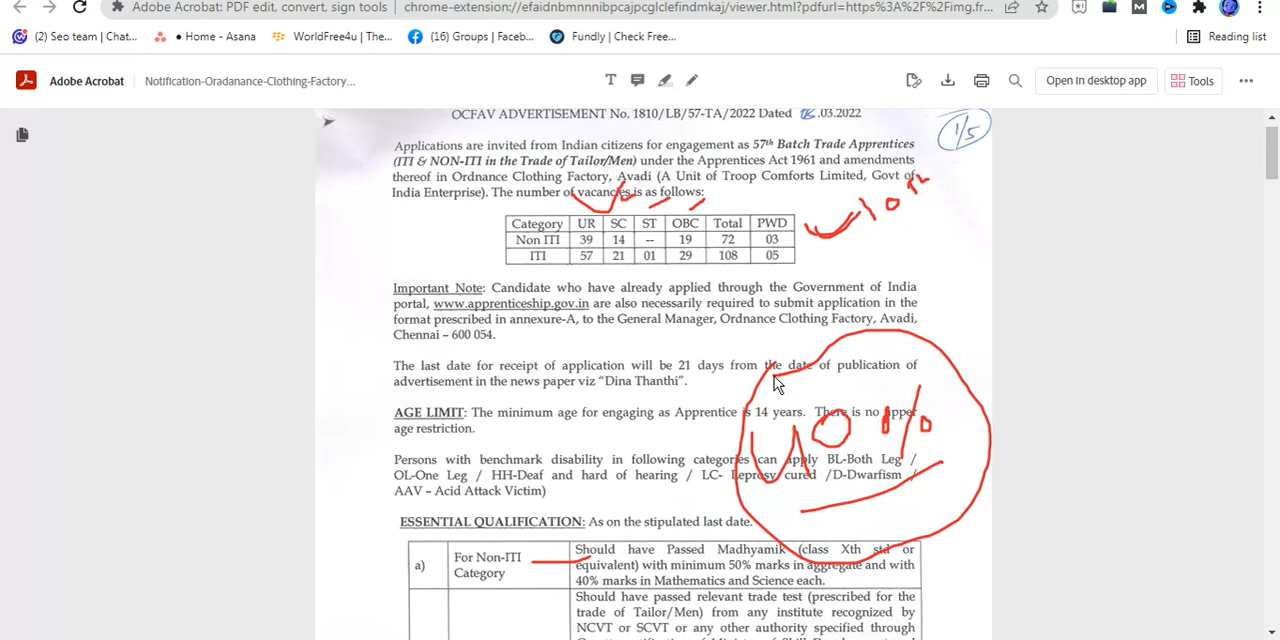 Adobe Acrobat: PDF edit, convert, sign tools
chrome-extension://efaidnbmnnnibpcajpcglclefindmkaj/viewer.html?pdfurl=https%3A%2F%2Fimg.fr...
(2) Seo team | Chat...
● Home - Asana
WorldFree4u | The...
(16) Groups | Faceb...
Fundly | Check Free...
Reading list
Adobe Acrobat
Notification-Oradanance-Clothing-Factory...
Open in desktop app
Tools
OCFAV ADVERTISEMENT No. 1810/LB/57-TA/2022 Dated .03.2022
1/5
Applications are invited from Indian citizens for engagement as 57th Batch Trade Apprentices
(ITI & NON-ITI in the Trade of Tailor/Men) under the Apprentices Act 1961 and amendments
thereof in Ordnance Clothing Factory, Avadi (A Unit of Troop Comforts Limited, Govt of
India Enterprise). The number of vacancies is as follows:
10th
Category UR SC ST OBC Total PWD
Non ITI 39 14 -- 19 72 03
ITI 57 21 01 29 108 05
Important Note: Candidate who have already applied through the Government of India
portal, www.apprenticeship.gov.in are also necessarily required to submit application in the
format prescribed in annexure-A, to the General Manager, Ordnance Clothing Factory, Avadi,
Chennai – 600 054.
The last date for receipt of application will be 21 days from the date of publication of
advertisement in the news paper viz "Dina Thanthi".
AGE LIMIT: The minimum age for engaging as Apprentice is 14 years. There is no upper
age restriction.
40%
Persons with benchmark disability in following categories can apply BL-Both Leg /
OL-One Leg / HH-Deaf and hard of hearing / LC- Leprosy cured /D-Dwarfism /
AAV – Acid Attack Victim)
ESSENTIAL QUALIFICATION: As on the stipulated last date.
a) For Non-ITI Category
Should have Passed Madhyamik (class Xth std or
equivalent) with minimum 50% marks in aggregate and with
40% marks in Mathematics and Science each.
Should have passed relevant trade test (prescribed for the
trade of Tailor/Men) from any institute recognized by
NCVT or SCVT or any other authority specified through